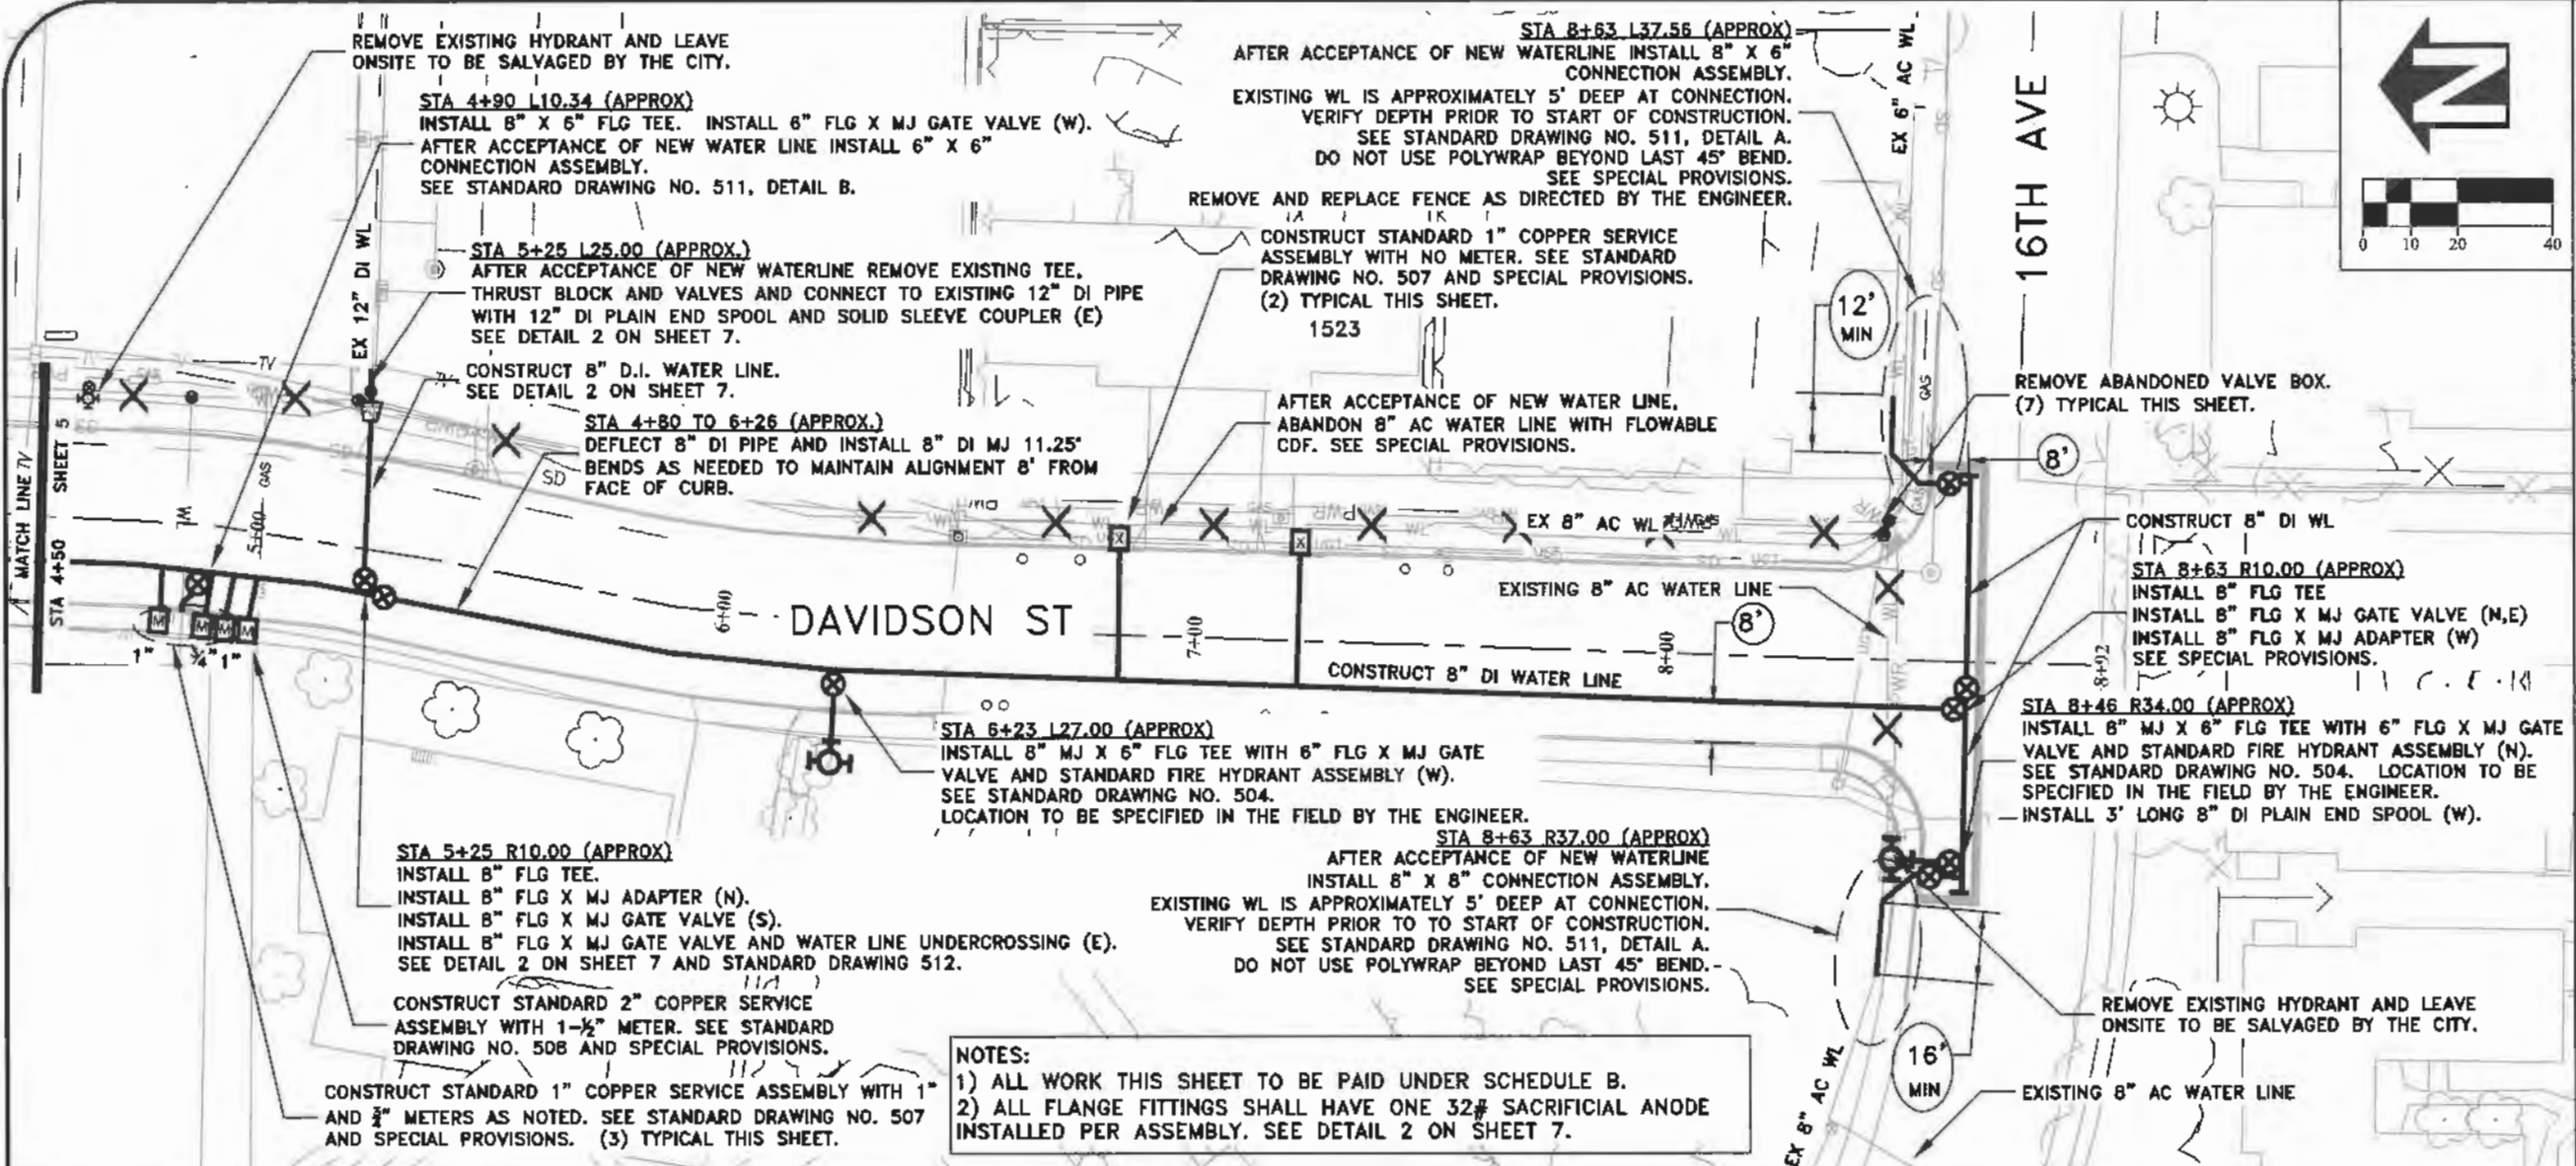 REMOVE EXISTING HYDRANT AND LEAVE
ONSITE TO BE SALVAGED BY THE CITY.
STA 4+90 L10.34 (APPROX)
INSTALL 8" X 6" FLG TEE. INSTALL 6" FLG X MJ GATE VALVE (W).
AFTER ACCEPTANCE OF NEW WATER LINE INSTALL 6" X 6"
CONNECTION ASSEMBLY.
SEE STANDARD DRAWING NO. 511, DETAIL B.
STA 5+25 L25.00 (APPROX.)
AFTER ACCEPTANCE OF NEW WATERLINE REMOVE EXISTING TEE,
THRUST BLOCK AND VALVES AND CONNECT TO EXISTING 12" DI PIPE
WITH 12" DI PLAIN END SPOOL AND SOLID SLEEVE COUPLER (E)
SEE DETAIL 2 ON SHEET 7.
CONSTRUCT 8" D.I. WATER LINE.
SEE DETAIL 2 ON SHEET 7.
STA 4+80 TO 6+26 (APPROX.)
DEFLECT 8" DI PIPE AND INSTALL 8" DI MJ 11.25°
BENDS AS NEEDED TO MAINTAIN ALIGNMENT 8' FROM
FACE OF CURB.
EX 12" DI WL
STA 8+63 L37.56 (APPROX)
AFTER ACCEPTANCE OF NEW WATERLINE INSTALL 8" X 6"
CONNECTION ASSEMBLY.
EXISTING WL IS APPROXIMATELY 5' DEEP AT CONNECTION.
VERIFY DEPTH PRIOR TO START OF CONSTRUCTION.
SEE STANDARD DRAWING NO. 511, DETAIL A.
DO NOT USE POLYWRAP BEYOND LAST 45° BEND.
SEE SPECIAL PROVISIONS.
REMOVE AND REPLACE FENCE AS DIRECTED BY THE ENGINEER.
CONSTRUCT STANDARD 1" COPPER SERVICE
ASSEMBLY WITH NO METER. SEE STANDARD
DRAWING NO. 507 AND SPECIAL PROVISIONS.
(2) TYPICAL THIS SHEET.
1523
AFTER ACCEPTANCE OF NEW WATER LINE,
ABANDON 8" AC WATER LINE WITH FLOWABLE
CDF. SEE SPECIAL PROVISIONS.
EX 6" AC WL
16TH AVE
N
0 10 20 40
12'
MIN
REMOVE ABANDONED VALVE BOX.
(7) TYPICAL THIS SHEET.
8'
MATCH LINE
STA 4+50 SHEET 5
TV
TV
SD
SD
WL
GAS
GAS
5+00
6+00
7+00
8+00
8+92
EX 8" AC WL
EXISTING 8" AC WATER LINE
DAVIDSON ST
8'
CONSTRUCT 8" DI WATER LINE
CONSTRUCT 8" DI WL
STA 8+63 R10.00 (APPROX)
INSTALL 8" FLG TEE
INSTALL 8" FLG X MJ GATE VALVE (N,E)
INSTALL 8" FLG X MJ ADAPTER (W)
SEE SPECIAL PROVISIONS.
STA 8+46 R34.00 (APPROX)
INSTALL 8" MJ X 6" FLG TEE WITH 6" FLG X MJ GATE
VALVE AND STANDARD FIRE HYDRANT ASSEMBLY (N).
SEE STANDARD DRAWING NO. 504. LOCATION TO BE
SPECIFIED IN THE FIELD BY THE ENGINEER.
INSTALL 3' LONG 8" DI PLAIN END SPOOL (W).
M M M M
X X
1" ¾" 1"
STA 6+23 L27.00 (APPROX)
INSTALL 8" MJ X 6" FLG TEE WITH 6" FLG X MJ GATE
VALVE AND STANDARD FIRE HYDRANT ASSEMBLY (W).
SEE STANDARD DRAWING NO. 504.
LOCATION TO BE SPECIFIED IN THE FIELD BY THE ENGINEER.
STA 5+25 R10.00 (APPROX)
INSTALL 8" FLG TEE.
INSTALL 8" FLG X MJ ADAPTER (N).
INSTALL 8" FLG X MJ GATE VALVE (S).
INSTALL 8" FLG X MJ GATE VALVE AND WATER LINE UNDERCROSSING (E).
SEE DETAIL 2 ON SHEET 7 AND STANDARD DRAWING 512.
CONSTRUCT STANDARD 2" COPPER SERVICE
ASSEMBLY WITH 1-½" METER. SEE STANDARD
DRAWING NO. 508 AND SPECIAL PROVISIONS.
CONSTRUCT STANDARD 1" COPPER SERVICE ASSEMBLY WITH 1"
AND ¾" METERS AS NOTED. SEE STANDARD DRAWING NO. 507
AND SPECIAL PROVISIONS. (3) TYPICAL THIS SHEET.
STA 8+63 R37.00 (APPROX)
AFTER ACCEPTANCE OF NEW WATERLINE
INSTALL 8" X 8" CONNECTION ASSEMBLY.
EXISTING WL IS APPROXIMATELY 5' DEEP AT CONNECTION.
VERIFY DEPTH PRIOR TO TO START OF CONSTRUCTION.
SEE STANDARD DRAWING NO. 511, DETAIL A.
DO NOT USE POLYWRAP BEYOND LAST 45° BEND.
SEE SPECIAL PROVISIONS.
NOTES:
1) ALL WORK THIS SHEET TO BE PAID UNDER SCHEDULE B.
2) ALL FLANGE FITTINGS SHALL HAVE ONE 32# SACRIFICIAL ANODE
INSTALLED PER ASSEMBLY. SEE DETAIL 2 ON SHEET 7.
EX 8" AC WL
16'
MIN
REMOVE EXISTING HYDRANT AND LEAVE
ONSITE TO BE SALVAGED BY THE CITY.
EXISTING 8" AC WATER LINE